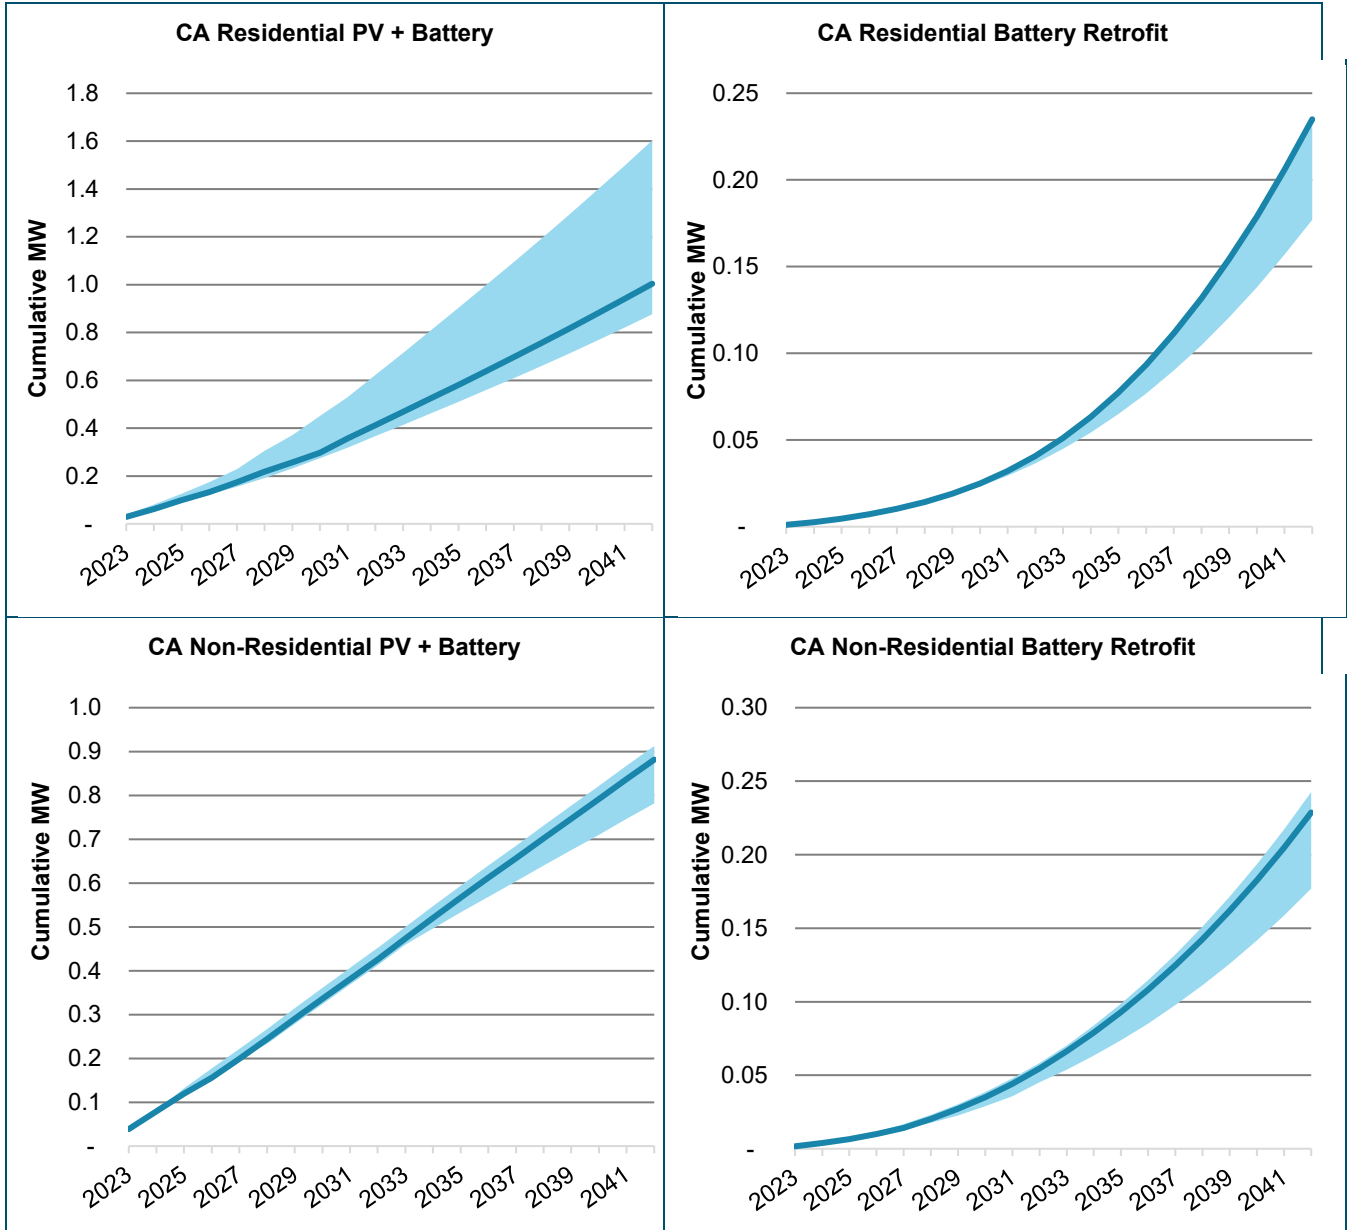 CA Residential PV + Battery
Cumulative MW
1.8
1.6
1.4
1.2
1.0
0.8
0.6
0.4
0.2
-
2023 2025 2027 2029 2031 2033 2035 2037 2039 2041
CA Residential Battery Retrofit
Cumulative MW
0.25
0.20
0.15
0.10
0.05
-
2023 2025 2027 2029 2031 2033 2035 2037 2039 2041
CA Non-Residential PV + Battery
Cumulative MW
1.0
0.9
0.8
0.7
0.6
0.5
0.4
0.3
0.2
0.1
-
2023 2025 2027 2029 2031 2033 2035 2037 2039 2041
CA Non-Residential Battery Retrofit
Cumulative MW
0.30
0.25
0.20
0.15
0.10
0.05
-
2023 2025 2027 2029 2031 2033 2035 2037 2039 2041